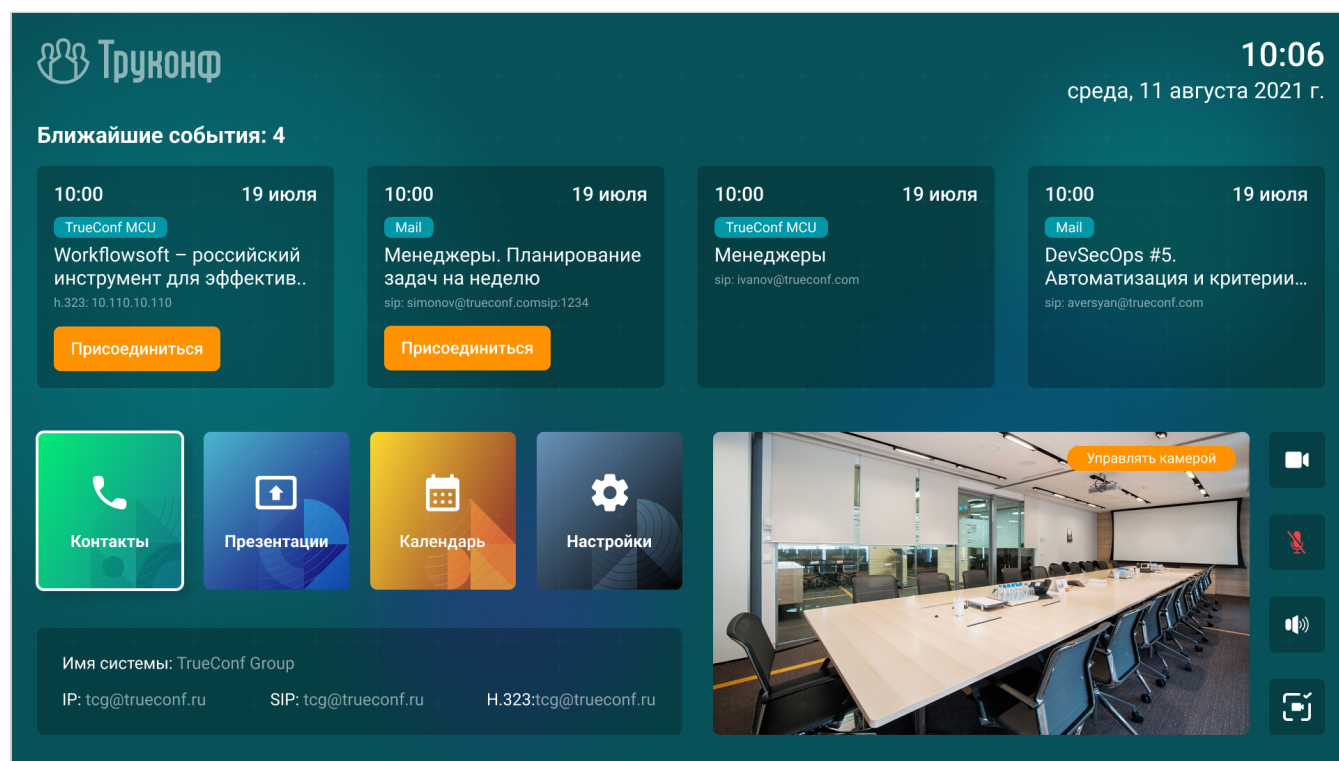 Труконф
10:06
среда, 11 августа 2021 г.
Ближайшие события: 4
10:00 19 июля
TrueConf MCU
Workflowsoft – российский
инструмент для эффектив..
h.323: 10.110.10.110
Присоединиться
10:00 19 июля
Mail
Менеджеры. Планирование
задач на неделю
sip: simonov@trueconf.comsip:1234
Присоединиться
10:00 19 июля
TrueConf MCU
Менеджеры
sip: ivanov@trueconf.com
10:00 19 июля
Mail
DevSecOps #5.
Автоматизация и критерии...
sip: aversyan@trueconf.com
Контакты
Презентации
Календарь
Настройки
Управлять камерой
Имя системы: TrueConf Group
IP: tcg@trueconf.ru SIP: tcg@trueconf.ru H.323:tcg@trueconf.ru